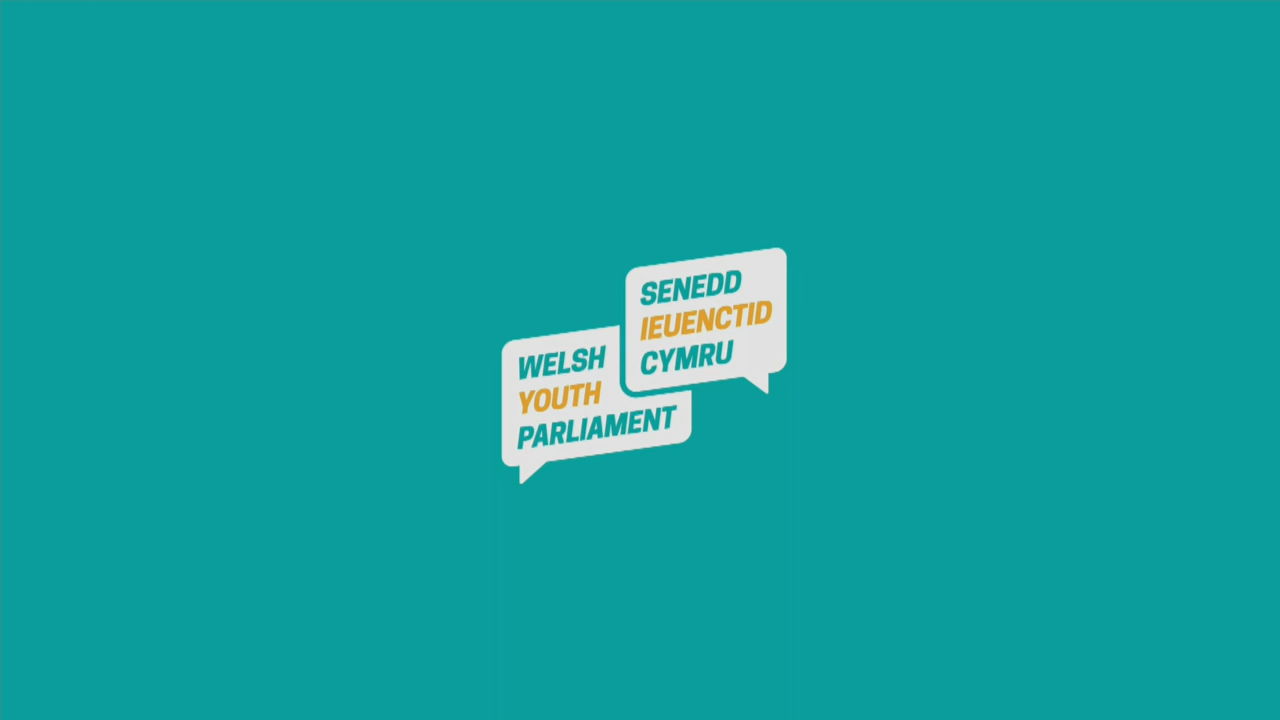 WELSH
YOUTH
PARLIAMENT
SENEDD
IEUENCTID
CYMRU